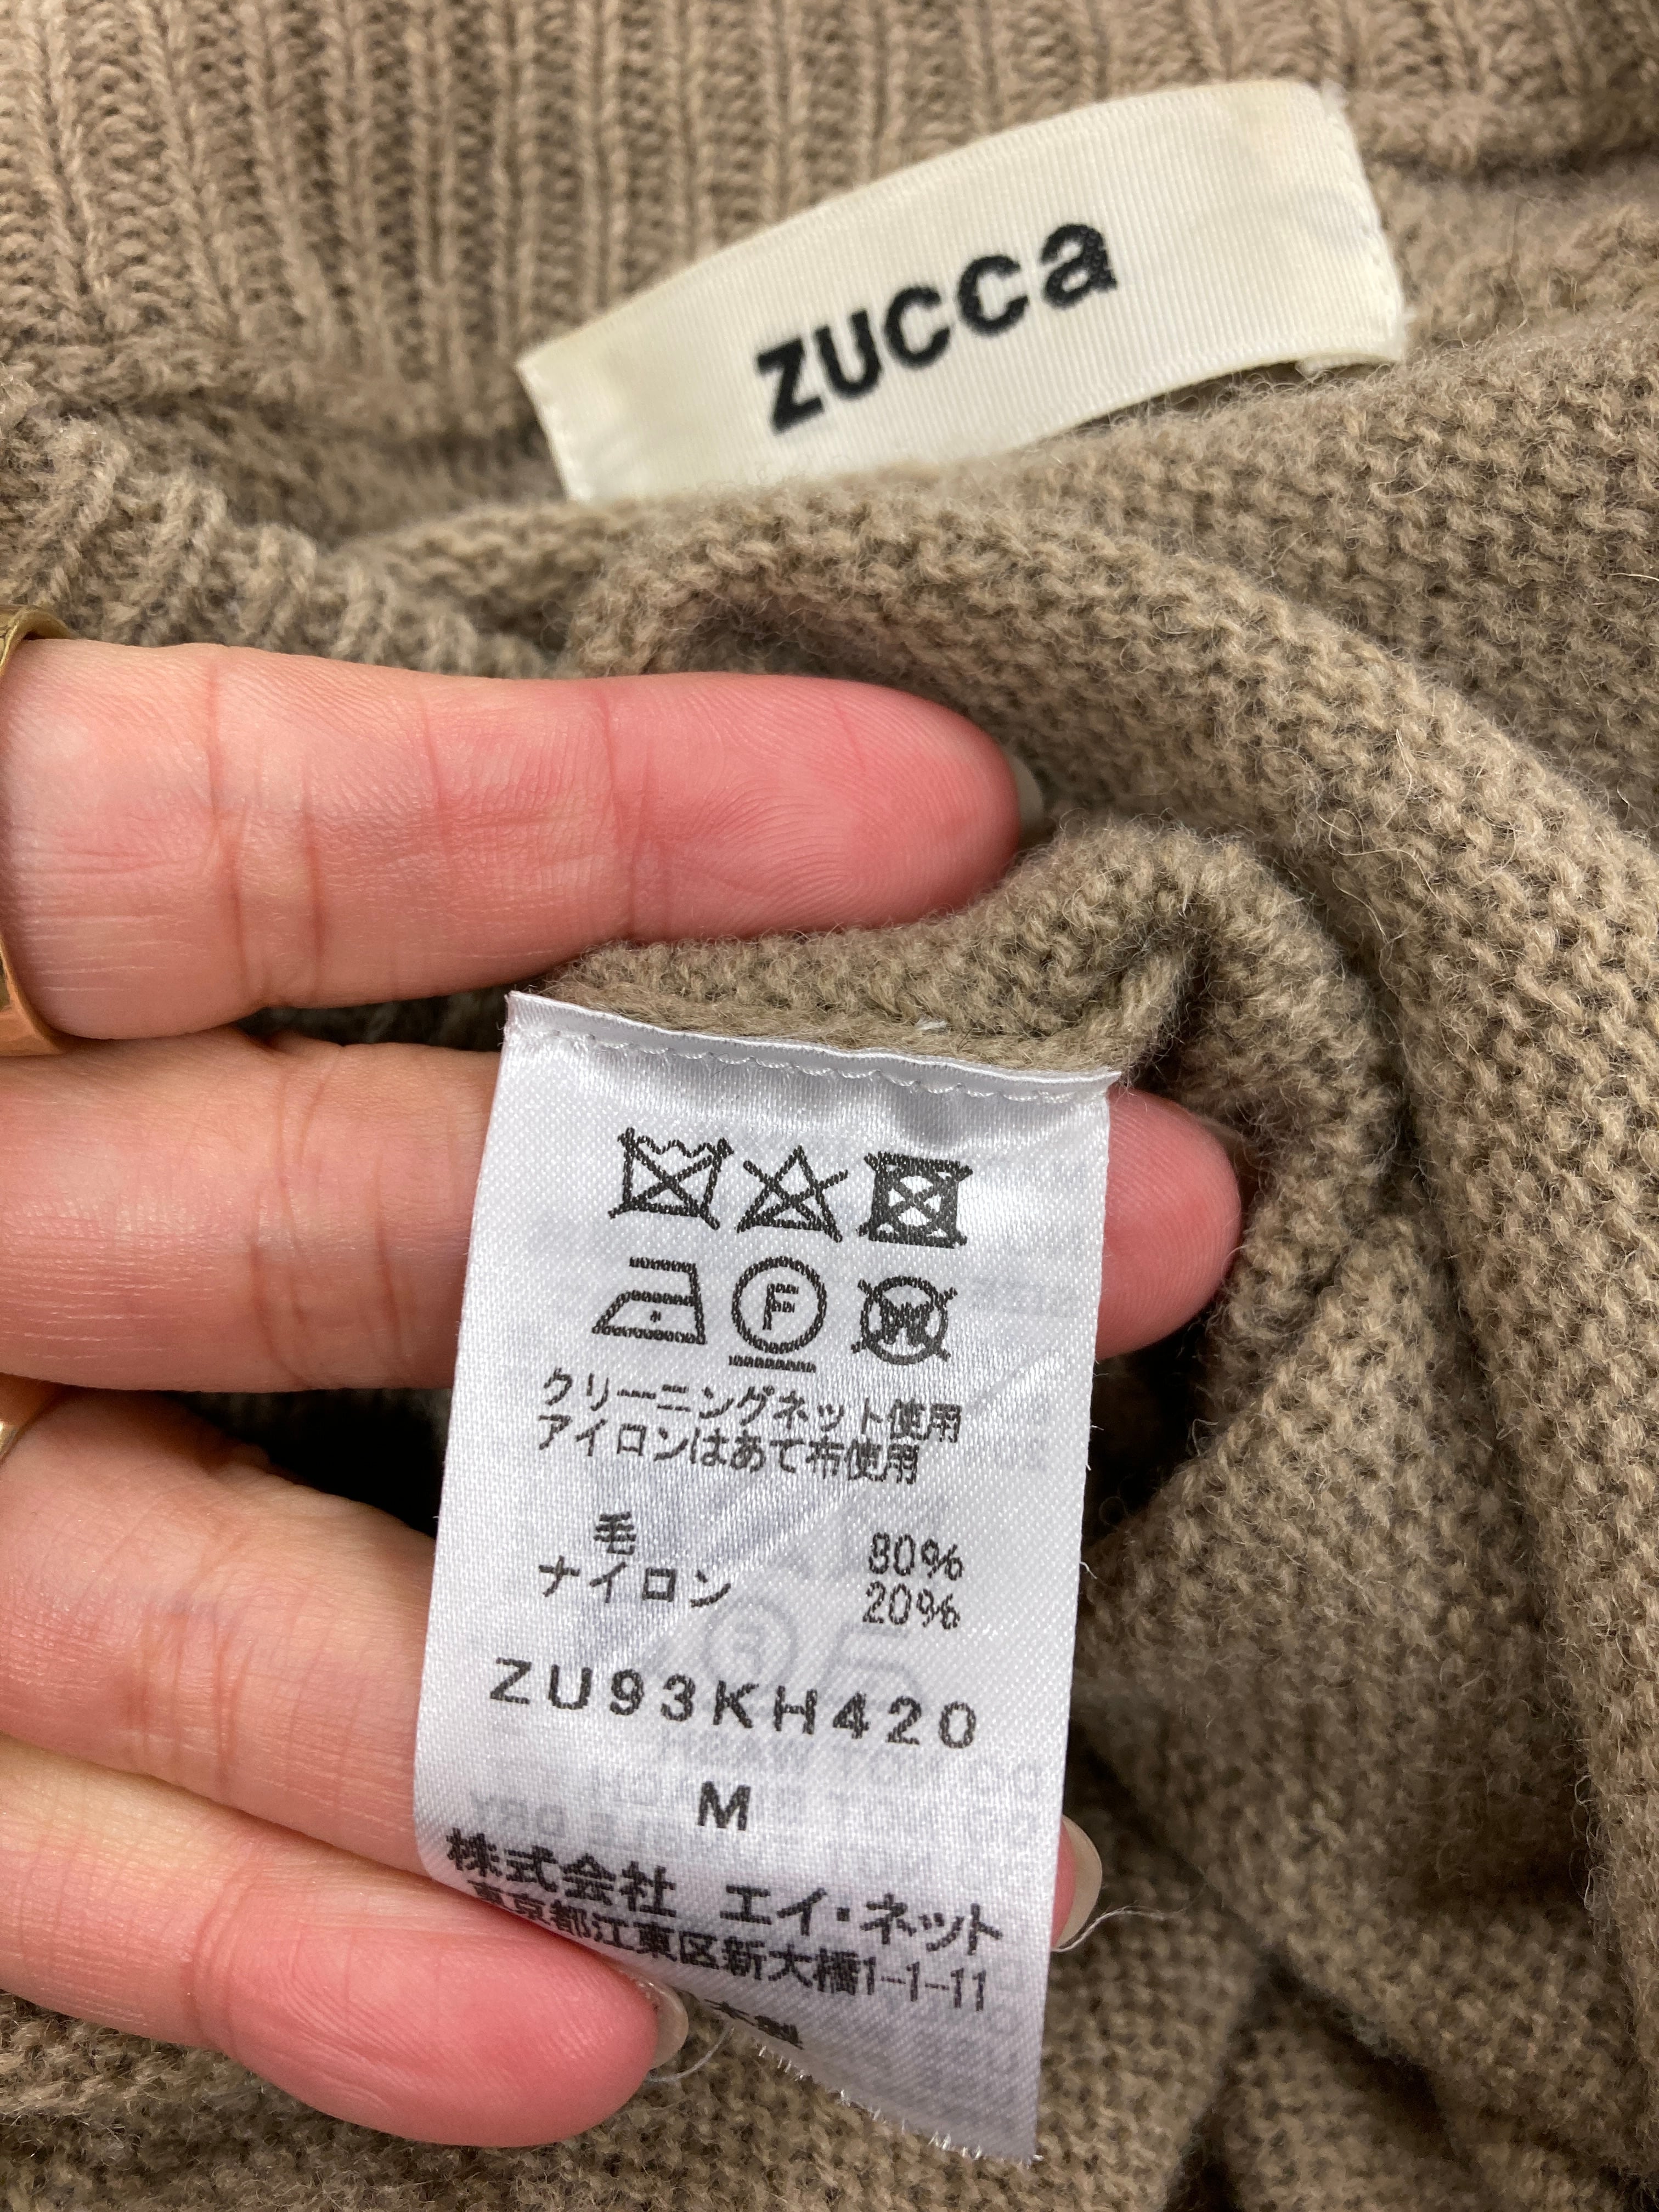 zucca
F
W
クリーニングネット使用
アイロンはあて布使用
毛 80%
ナイロン 20%
ZU93KH420
M
株式会社 エイ・ネット
東京都江東区新大橋1-1-11
本製